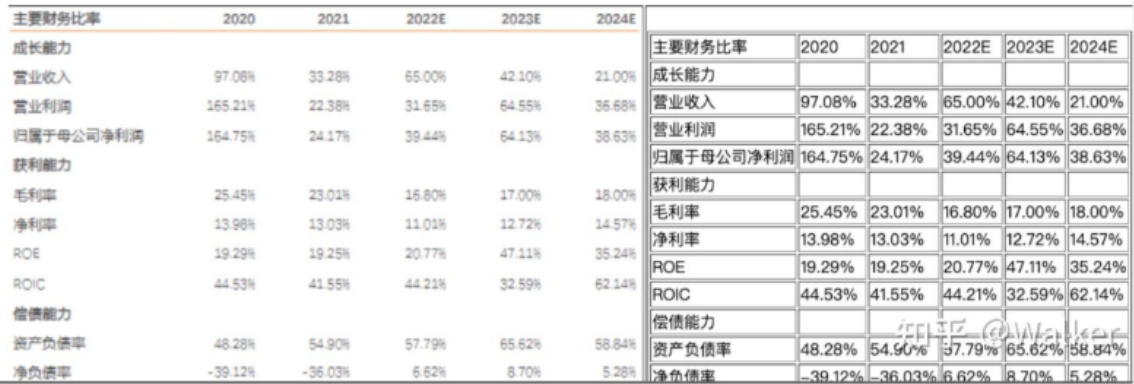 主要财务比率 2020 2021 2022E 2023E 2024E
成长能力
营业收入 97.08% 33.28% 65.00% 42.10% 21.00%
营业利润 165.21% 22.38% 31.65% 64.55% 36.68%
归属于母公司净利润 164.75% 24.17% 39.44% 64.13% 38.63%
获利能力
毛利率 25.45% 23.01% 16.80% 17.00% 18.00%
净利率 13.98% 13.03% 11.01% 12.72% 14.57%
ROE 19.29% 19.25% 20.77% 47.11% 35.24%
ROIC 44.53% 41.55% 44.21% 32.59% 62.14%
偿债能力
资产负债率 48.28% 54.90% 57.79% 65.62% 58.84%
净负债率 -39.12% -36.03% 6.62% 8.70% 5.28%
主要财务比率 2020 2021 2022E 2023E 2024E
成长能力
营业收入 97.08% 33.28% 65.00% 42.10% 21.00%
营业利润 165.21% 22.38% 31.65% 64.55% 36.68%
归属于母公司净利润 164.75% 24.17% 39.44% 64.13% 38.63%
获利能力
毛利率 25.45% 23.01% 16.80% 17.00% 18.00%
净利率 13.98% 13.03% 11.01% 12.72% 14.57%
ROE 19.29% 19.25% 20.77% 47.11% 35.24%
ROIC 44.53% 41.55% 44.21% 32.59% 62.14%
偿债能力
资产负债率 48.28% 54.90% 57.79% 65.62% 58.84%
净负债率 -39.12% -36.03% 6.62% 8.70% 5.28%
知乎 @Walker